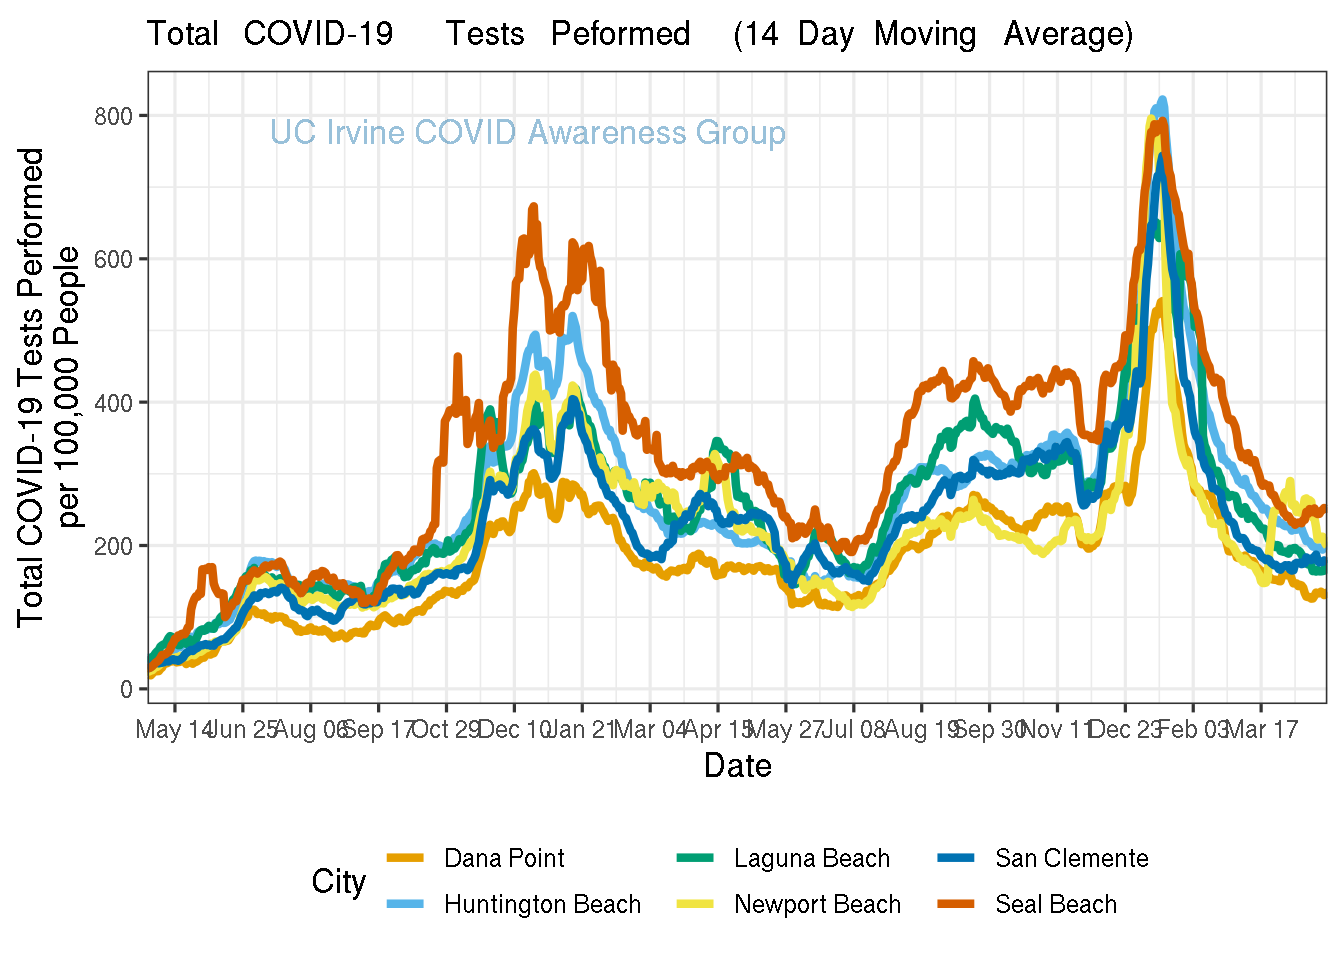 Total COVID-19 Tests Peformed (14 Day Moving Average)
UC Irvine COVID Awareness Group
Total COVID-19 Tests Performed
per 100,000 People
800
600
400
200
0
May 14 Jun 25 Aug 06 Sep 17 Oct 29 Dec 10 Jan 21 Mar 04 Apr 15 May 27 Jul 08 Aug 19 Sep 30 Nov 11 Dec 23 Feb 03 Mar 17
Date
City
Dana Point Laguna Beach San Clemente
Huntington Beach Newport Beach Seal Beach